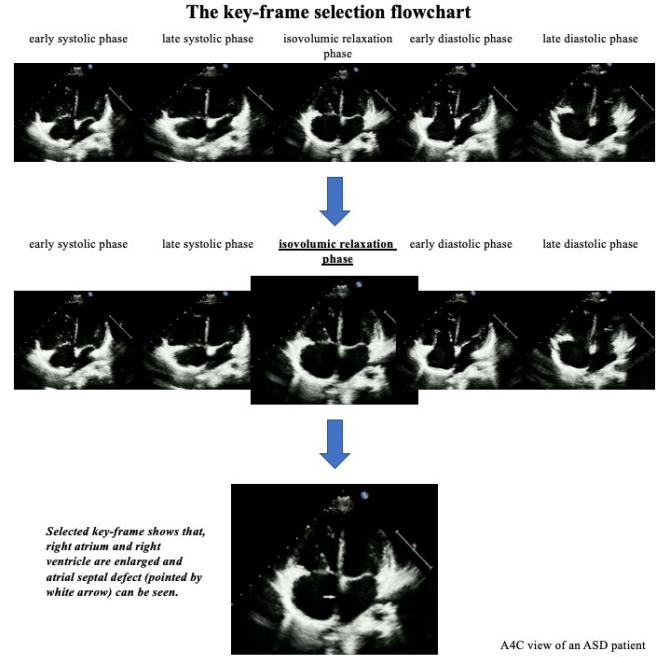 The key-frame selection flowchart
early systolic phase late systolic phase isovolumic relaxation phase early diastolic phase late diastolic phase
early systolic phase late systolic phase isovolumic relaxation phase early diastolic phase late diastolic phase
Selected key-frame shows that,
right atrium and right
ventricle are enlarged and
atrial septal defect (pointed by
white arrow) can be seen.
A4C view of an ASD patient